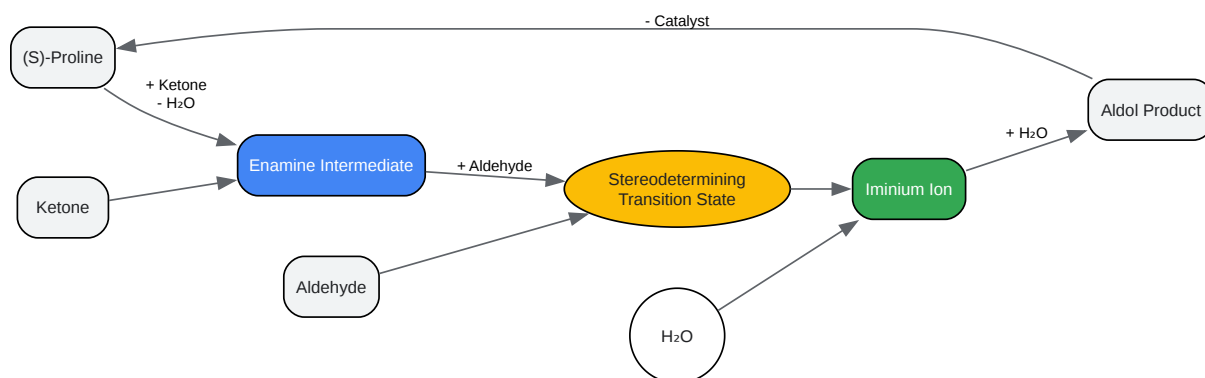 - Catalyst
(S)-Proline
+ Ketone
- H₂O
Aldol Product
+ H₂O
Enamine Intermediate
+ Aldehyde
Stereodetermining
Transition State
Iminium Ion
Ketone
Aldehyde
H₂O